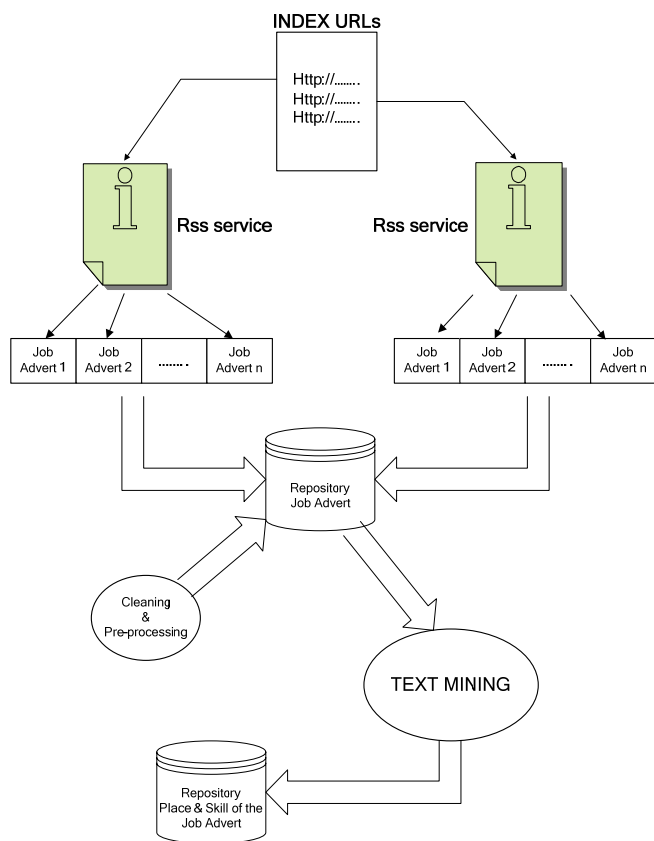 INDEX URLs
Http://........
Http://........
Http://........
Rss service
Rss service
Job
Advert 1
Job
Advert 2
........
Job
Advert n
Job
Advert 1
Job
Advert 2
........
Job
Advert n
Repository
Job Advert
Cleaning
&
Pre-processing
TEXT MINING
Repository
Place & Skill of the
Job Advert